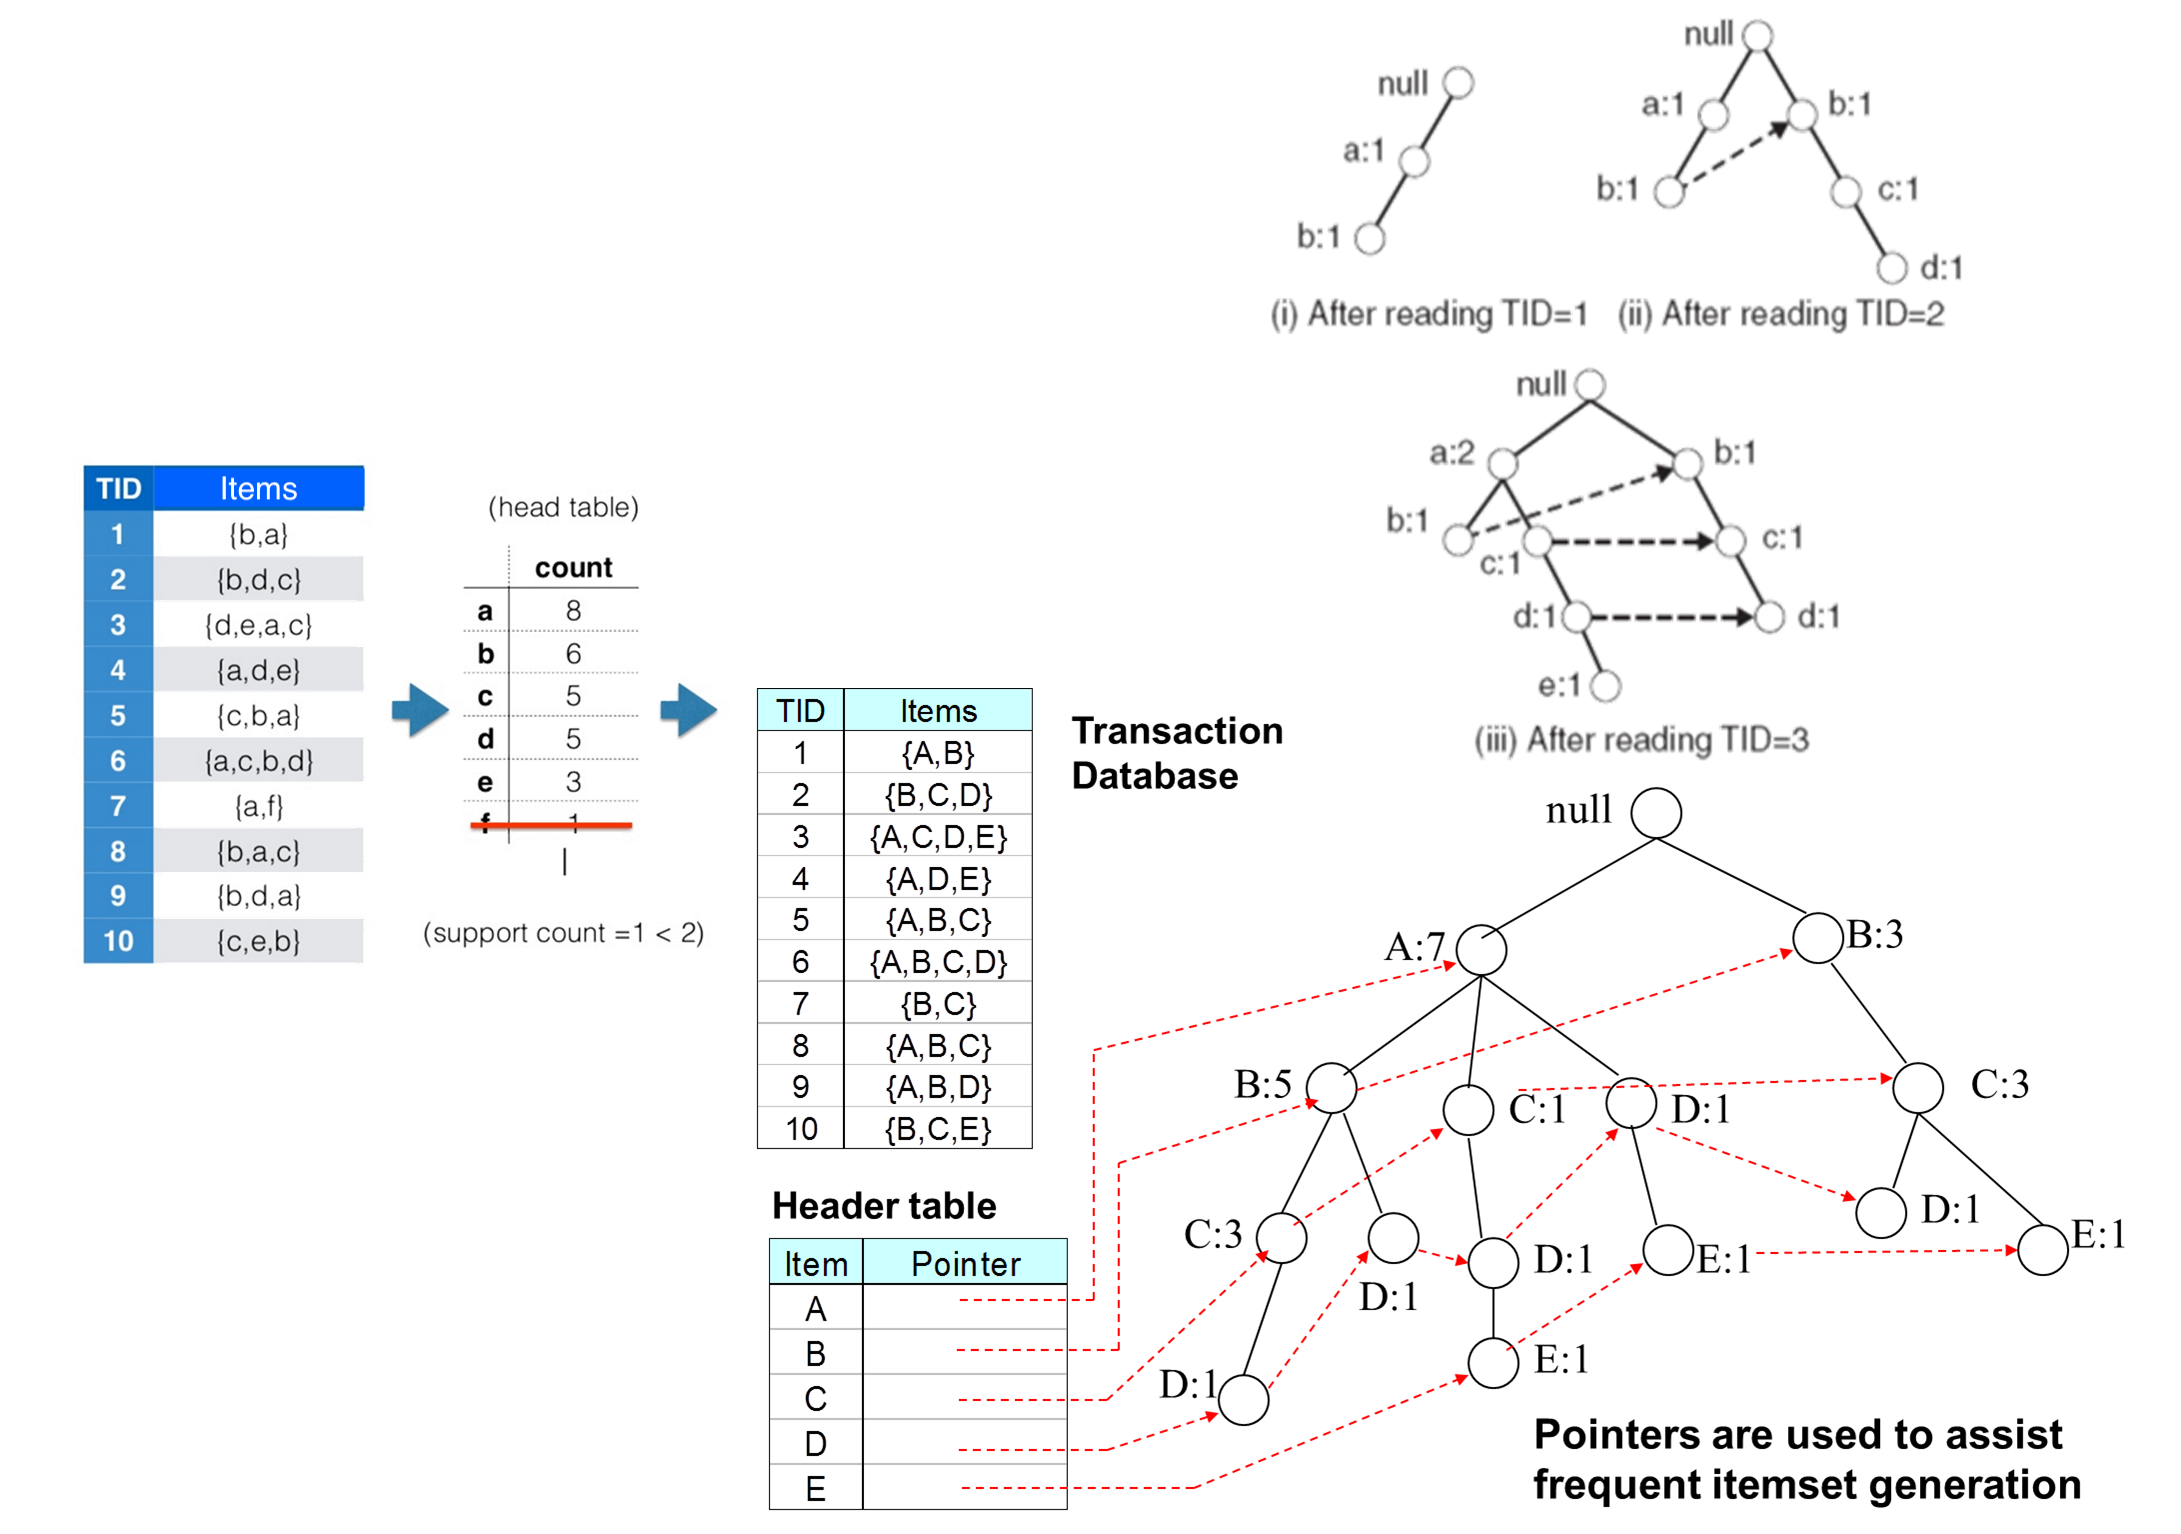 TID Items
1 {b,a}
2 {b,d,c}
3 {d,e,a,c}
4 {a,d,e}
5 {c,b,a}
6 {a,c,b,d}
7 {a,f}
8 {b,a,c}
9 {b,d,a}
10 {c,e,b}
(head table)
count
a 8
b 6
c 5
d 5
e 3
f 1
(support count =1 < 2)
TID Items
1 {A,B}
2 {B,C,D}
3 {A,C,D,E}
4 {A,D,E}
5 {A,B,C}
6 {A,B,C,D}
7 {B,C}
8 {A,B,C}
9 {A,B,D}
10 {B,C,E}
Transaction
Database
Header table
Item Pointer
A
B
C
D
E
null
a:1
b:1
(i) After reading TID=1
null
a:1 b:1
b:1 c:1
d:1
(ii) After reading TID=2
null
a:2 b:1
b:1 c:1 c:1
d:1 d:1
e:1
(iii) After reading TID=3
null
A:7 B:3
B:5 C:1 D:1 C:3
C:3 D:1 D:1 E:1 D:1 E:1
D:1 E:1
Pointers are used to assist
frequent itemset generation